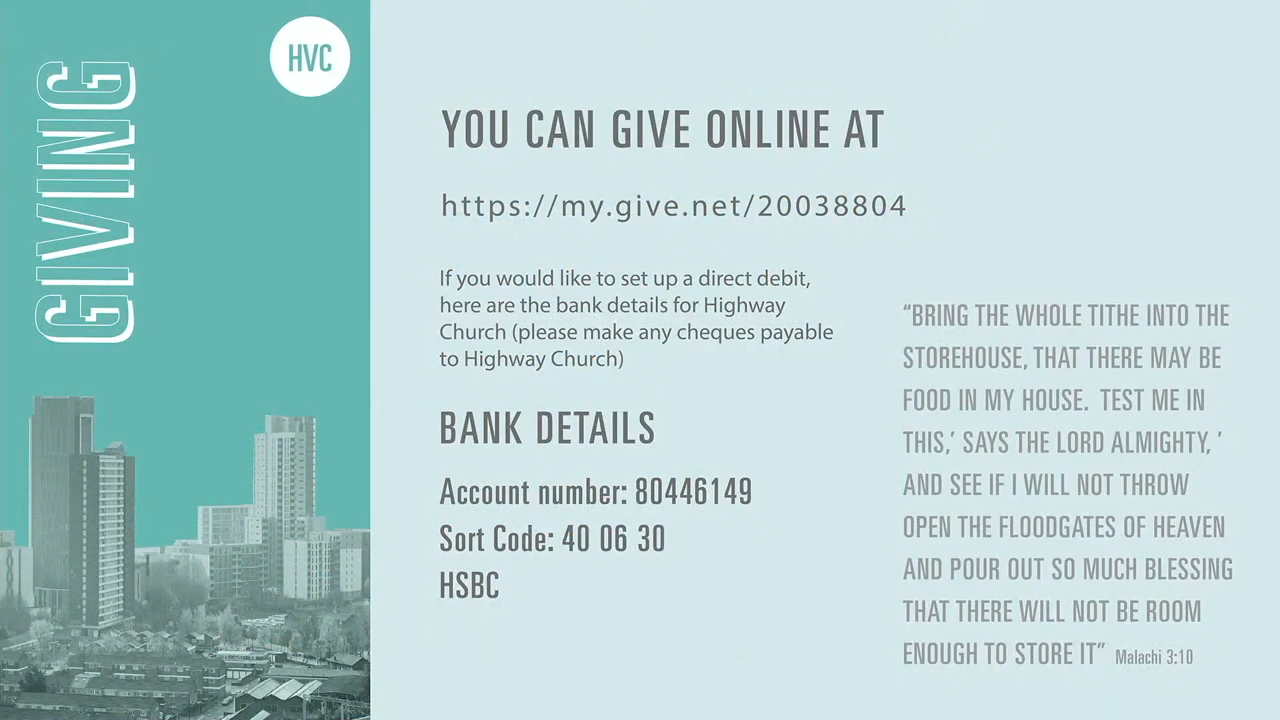 GIVING
HVC
YOU CAN GIVE ONLINE AT
https://my.give.net/20038804
If you would like to set up a direct debit,
here are the bank details for Highway
Church (please make any cheques payable
to Highway Church)
BANK DETAILS
Account number: 80446149
Sort Code: 40 06 30
HSBC
“BRING THE WHOLE TITHE INTO THE
STOREHOUSE, THAT THERE MAY BE
FOOD IN MY HOUSE.  TEST ME IN
THIS,’ SAYS THE LORD ALMIGHTY, ’
AND SEE IF I WILL NOT THROW
OPEN THE FLOODGATES OF HEAVEN
AND POUR OUT SO MUCH BLESSING
THAT THERE WILL NOT BE ROOM
ENOUGH TO STORE IT” Malachi 3:10